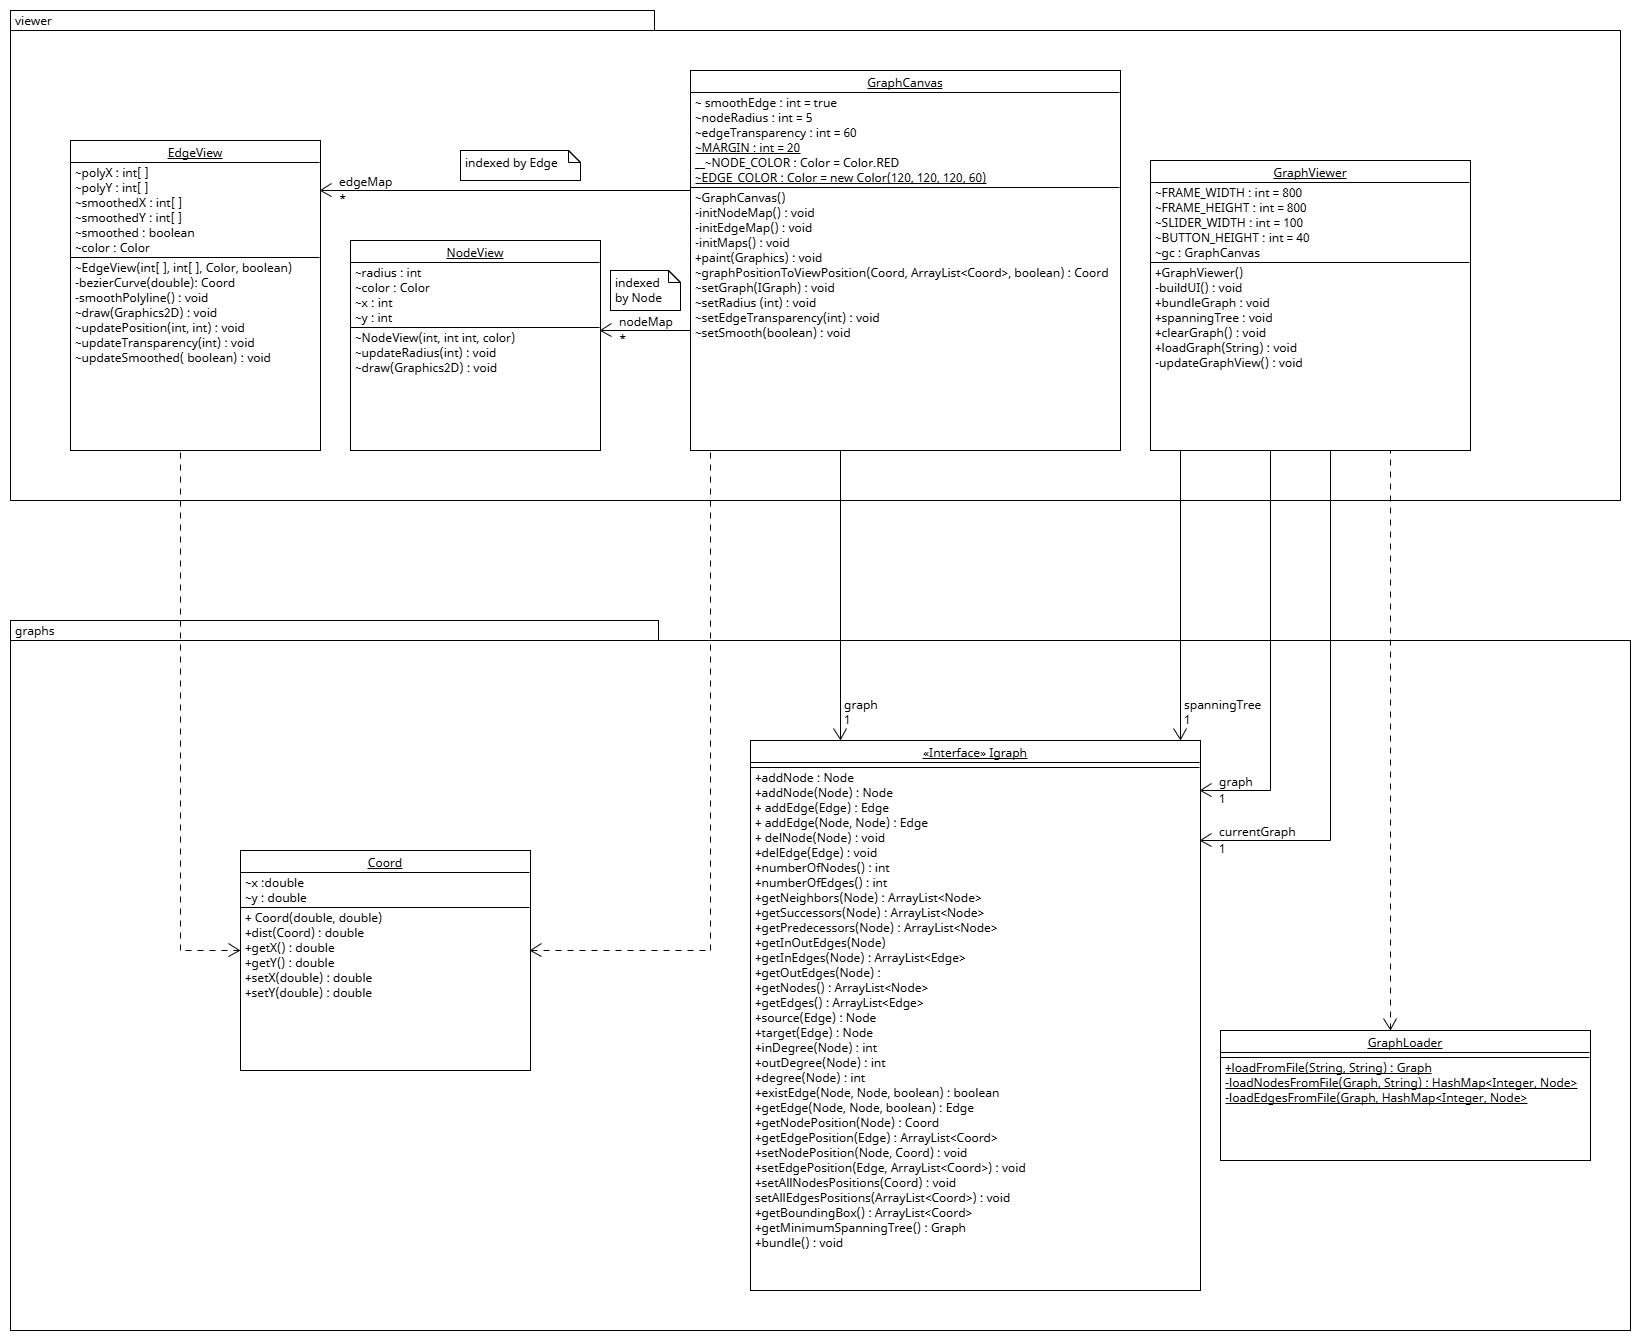 viewer
EdgeView
~polyX : int[ ]
~polyY : int[ ]
~smoothedX : int[ ]
~smoothedY : int[ ]
~smoothed : boolean
~color : Color
~EdgeView(int[ ], int[ ], Color, boolean)
-bezierCurve(double): Coord
-smoothPolyline() : void
~draw(Graphics2D) : void
~updatePosition(int, int) : void
~updateTransparency(int) : void
~updateSmoothed( boolean) : void
edgeMap
*
indexed by Edge
NodeView
~radius : int
~color : Color
~x : int
~y : int
~NodeView(int, int int, color)
~updateRadius(int) : void
~draw(Graphics2D) : void
indexed
by Node
nodeMap
*
GraphCanvas
~ smoothEdge : int = true
~nodeRadius : int = 5
~edgeTransparency : int = 60
~MARGIN : int = 20
__~NODE_COLOR : Color = Color.RED
~EDGE_COLOR : Color = new Color(120, 120, 120, 60)
~GraphCanvas()
-initNodeMap() : void
-initEdgeMap() : void
-initMaps() : void
+paint(Graphics) : void
~graphPositionToViewPosition(Coord, ArrayList<Coord>, boolean) : Coord
~setGraph(IGraph) : void
~setRadius (int) : void
~setEdgeTransparency(int) : void
~setSmooth(boolean) : void
GraphViewer
~FRAME_WIDTH : int = 800
~FRAME_HEIGHT : int = 800
~SLIDER_WIDTH : int = 100
~BUTTON_HEIGHT : int = 40
~gc : GraphCanvas
+GraphViewer()
-buildUI() : void
+bundleGraph : void
+spanningTree : void
+clearGraph() : void
+loadGraph(String) : void
-updateGraphView() : void
graphs
graph
1
spanningTree
1
graph
1
currentGraph
1
Coord
~x :double
~y : double
+ Coord(double, double)
+dist(Coord) : double
+getX() : double
+getY() : double
+setX(double) : double
+setY(double) : double
«Interface» Igraph
+addNode : Node
+addNode(Node) : Node
+ addEdge(Edge) : Edge
+ addEdge(Node, Node) : Edge
+ delNode(Node) : void
+delEdge(Edge) : void
+numberOfNodes() : int
+numberOfEdges() : int
+getNeighbors(Node) : ArrayList<Node>
+getSuccessors(Node) : ArrayList<Node>
+getPredecessors(Node) : ArrayList<Node>
+getInOutEdges(Node)
+getInEdges(Node) : ArrayList<Edge>
+getOutEdges(Node) :
+getNodes() : ArrayList<Node>
+getEdges() : ArrayList<Edge>
+source(Edge) : Node
+target(Edge) : Node
+inDegree(Node) : int
+outDegree(Node) : int
+degree(Node) : int
+existEdge(Node, Node, boolean) : boolean
+getEdge(Node, Node, boolean) : Edge
+getNodePosition(Node) : Coord
+getEdgePosition(Edge) : ArrayList<Coord>
+setNodePosition(Node, Coord) : void
+setEdgePosition(Edge, ArrayList<Coord>) : void
+setAllNodesPositions(Coord) : void
setAllEdgesPositions(ArrayList<Coord>) : void
+getBoundingBox() : ArrayList<Coord>
+getMinimumSpanningTree() : Graph
+bundle() : void
GraphLoader
+loadFromFile(String, String) : Graph
-loadNodesFromFile(Graph, String) : HashMap<Integer, Node>
-loadEdgesFromFile(Graph, HashMap<Integer, Node>